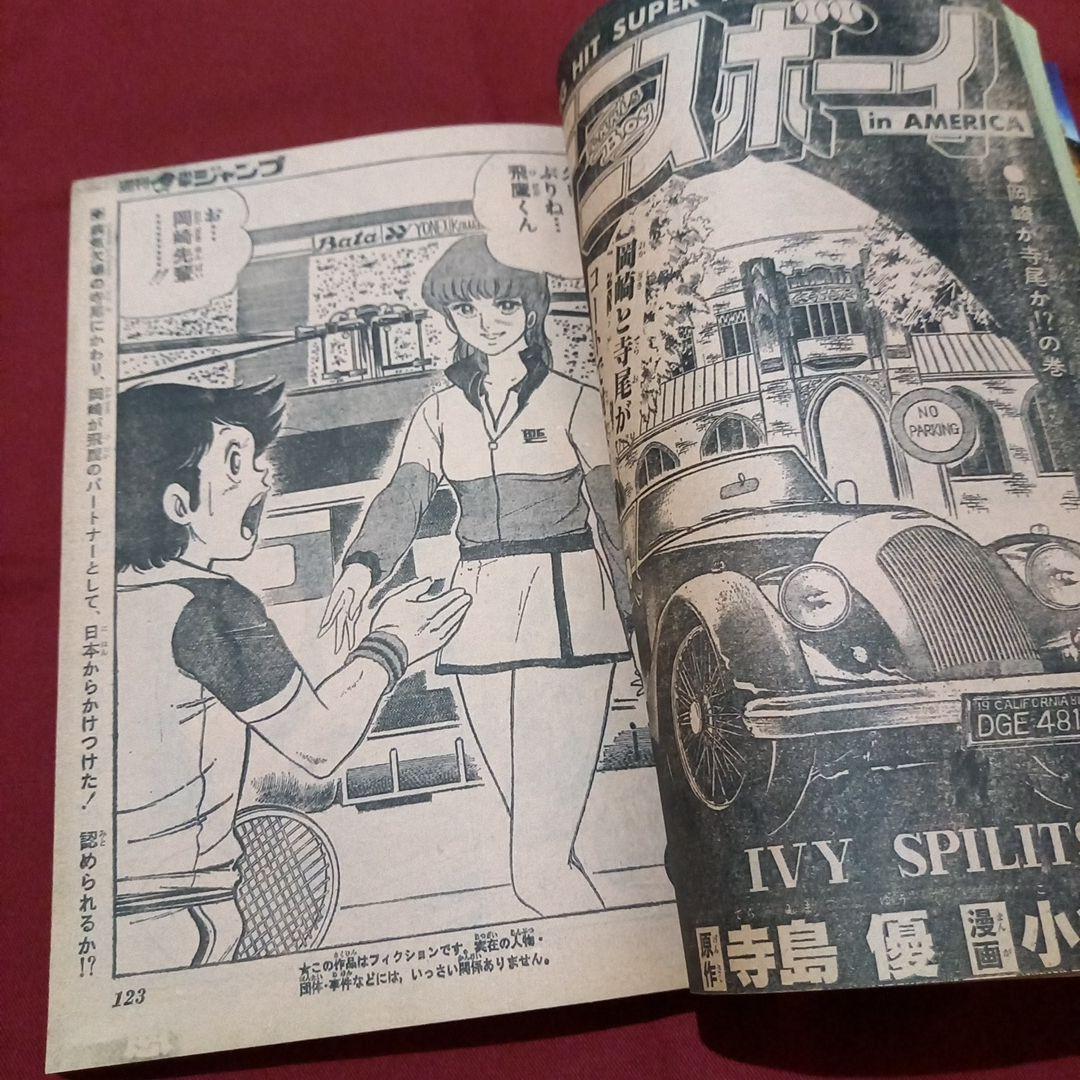 HIT SUPER
スボーイ
in AMERICA
●岡崎か寺尾か!?の巻
岡崎と寺尾が
NO
PARKING
19 CALIFORNIA 8
DGE-481
IVY SPILITS
原作
寺島 優
漫画
小
週刊少年ジャンプ
ぶりね…
飛鷹くん
お…
岡崎先輩
…………!!
Bata
YONEX
病気欠場の寺尾にかわり、岡崎が飛鷹のパートナーとして、日本からかけつけた! 認められるか!?
★この作品はフィクションです。実在の人物・
団体・事件などには、いっさい関係ありません。
123